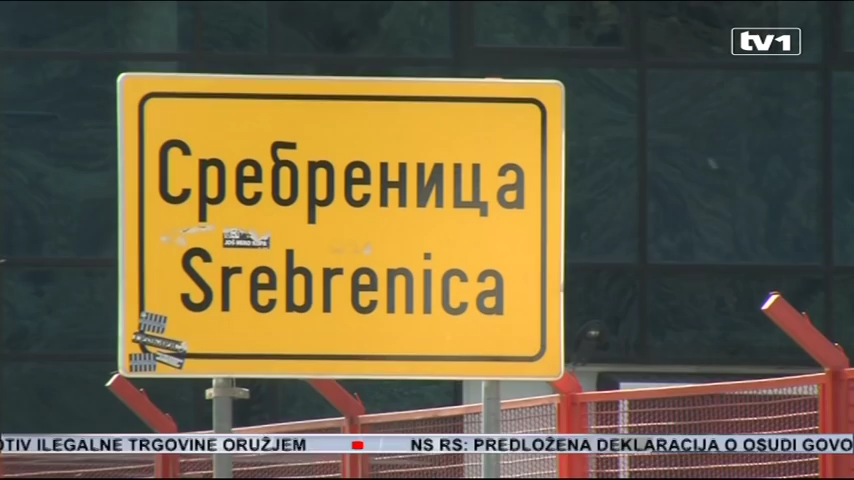 tv1
Сребреница
Srebrenica
OTIV ILEGALNE TRGOVINE ORUŽJEM NS RS: PREDLOŽENA DEKLARACIJA O OSUDI GOVO